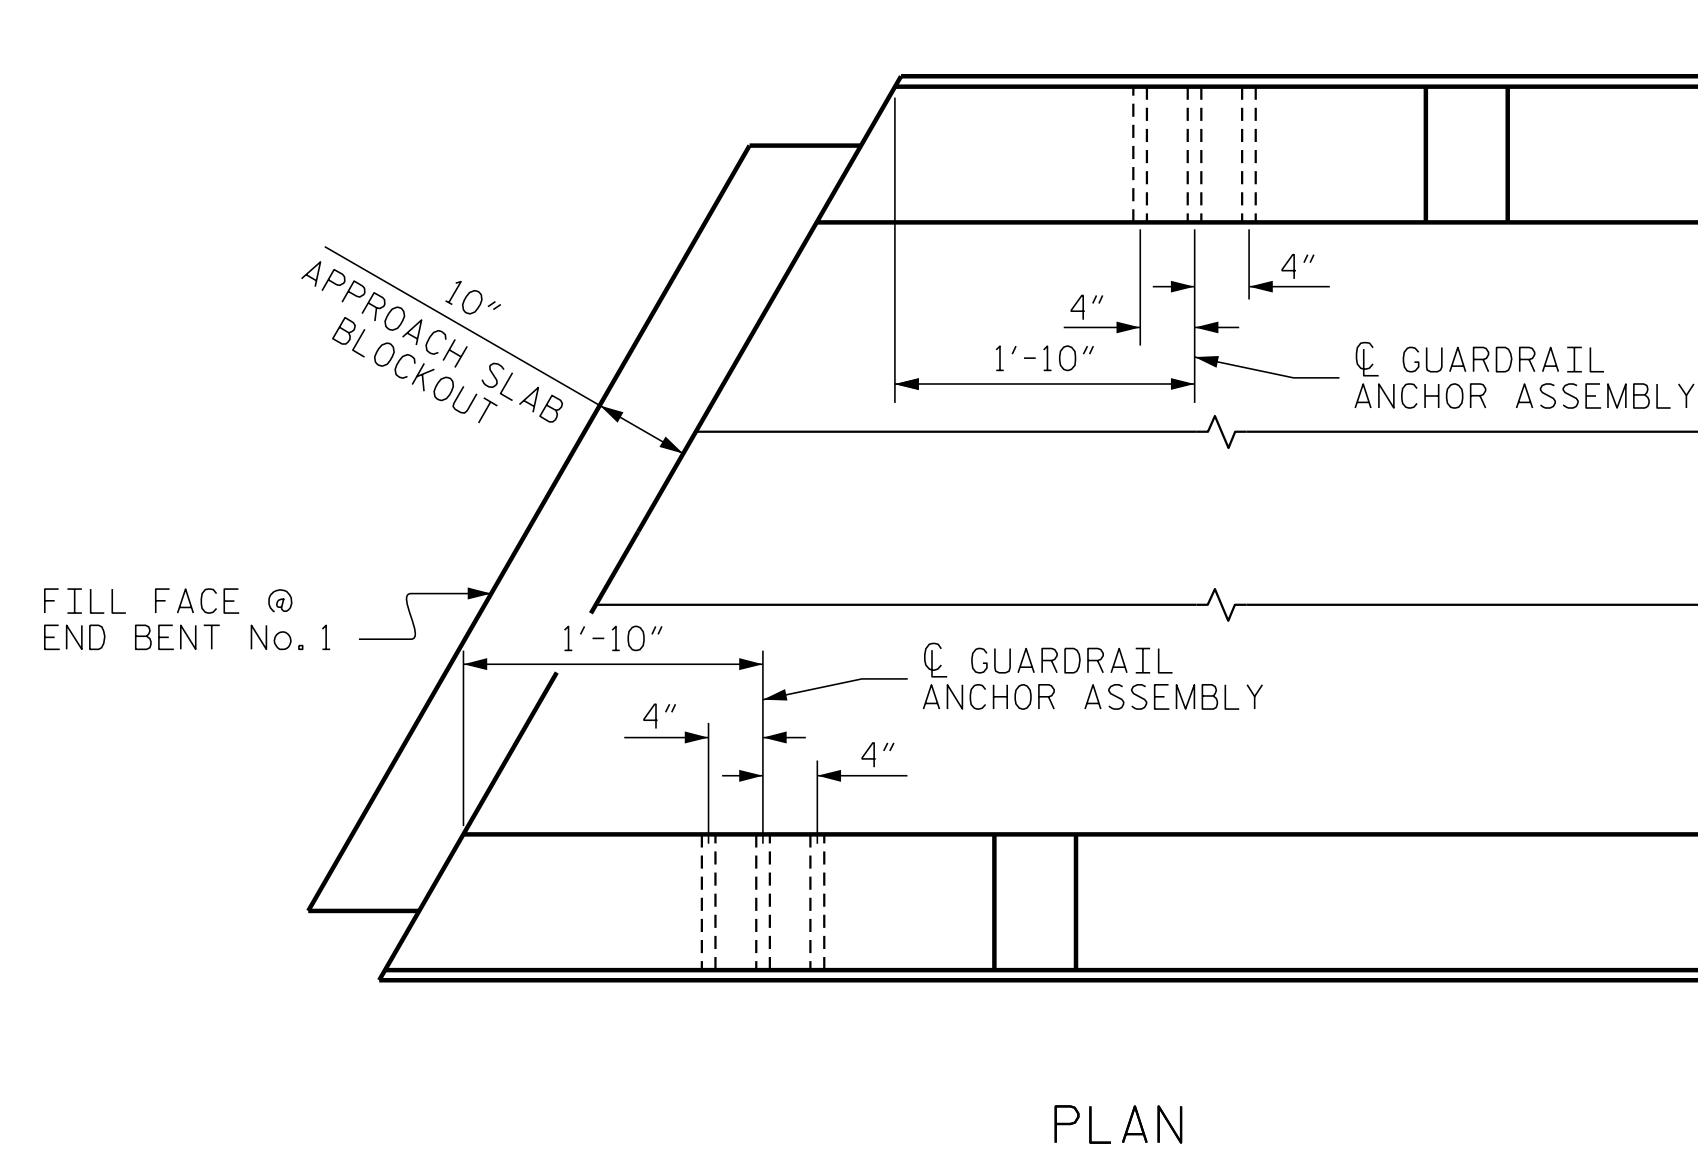 10"
APPROACH SLAB
BLOCKOUT
4"
4"
1'-10"
℄ GUARDRAIL
ANCHOR ASSEMBLY
FILL FACE @
END BENT No. 1
1'-10"
℄ GUARDRAIL
ANCHOR ASSEMBLY
4"
4"
PLAN